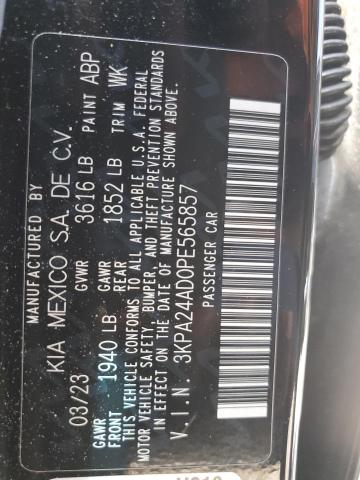 MANUFACTURED BY
KIA MEXICO S.A. DE C.V.
03/23 GVWR 3616 LB PAINT ABP
GAWR FRONT 1940 LB GAWR REAR 1852 LB TRIM WK
THIS VEHICLE CONFORMS TO ALL APPLICABLE U.S.A. FEDERAL
MOTOR VEHICLE SAFETY, BUMPER, AND THEFT PREVENTION STANDARDS
IN EFFECT ON THE DATE OF MANUFACTURE SHOWN ABOVE.
V.I.N. 3KPA24AD0PE565857
PASSENGER CAR